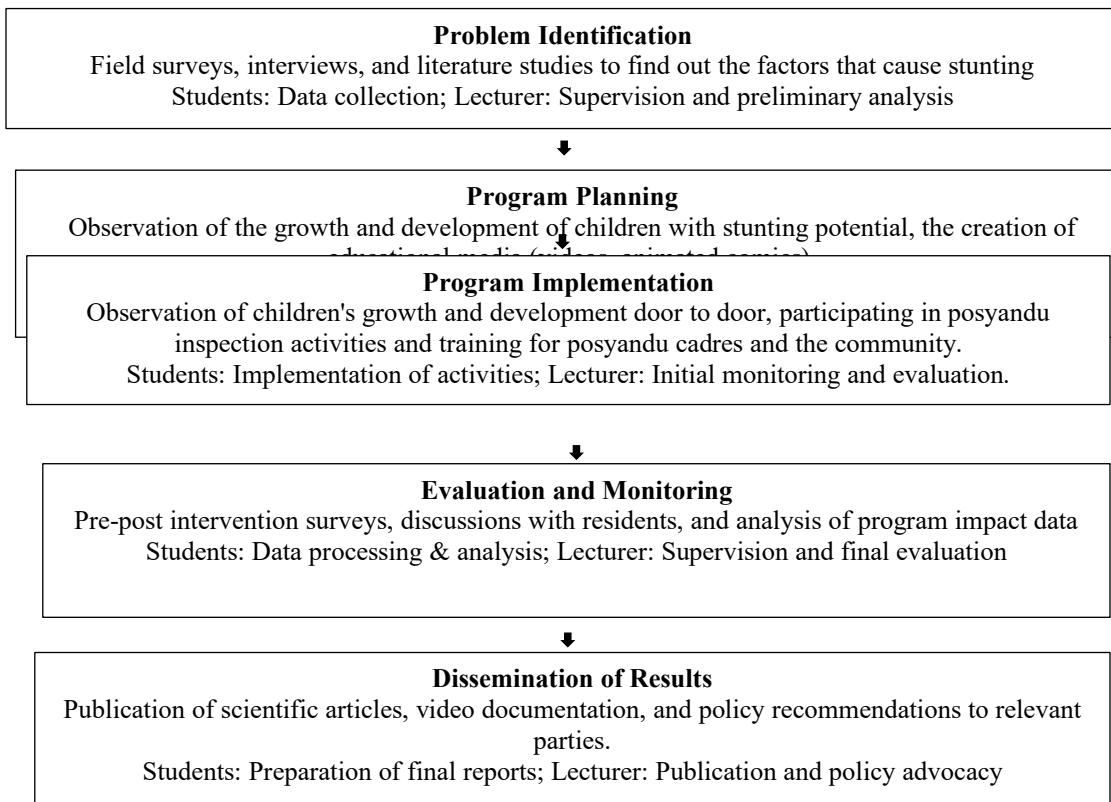 Problem Identification
Field surveys, interviews, and literature studies to find out the factors that cause stunting
Students: Data collection; Lecturer: Supervision and preliminary analysis
Program Planning
Observation of the growth and development of children with stunting potential, the creation of
educational media (videos, animated comics)
Program Implementation
Observation of children's growth and development door to door, participating in posyandu
inspection activities and training for posyandu cadres and the community.
Students: Implementation of activities; Lecturer: Initial monitoring and evaluation.
Evaluation and Monitoring
Pre-post intervention surveys, discussions with residents, and analysis of program impact data
Students: Data processing & analysis; Lecturer: Supervision and final evaluation
Dissemination of Results
Publication of scientific articles, video documentation, and policy recommendations to relevant
parties.
Students: Preparation of final reports; Lecturer: Publication and policy advocacy